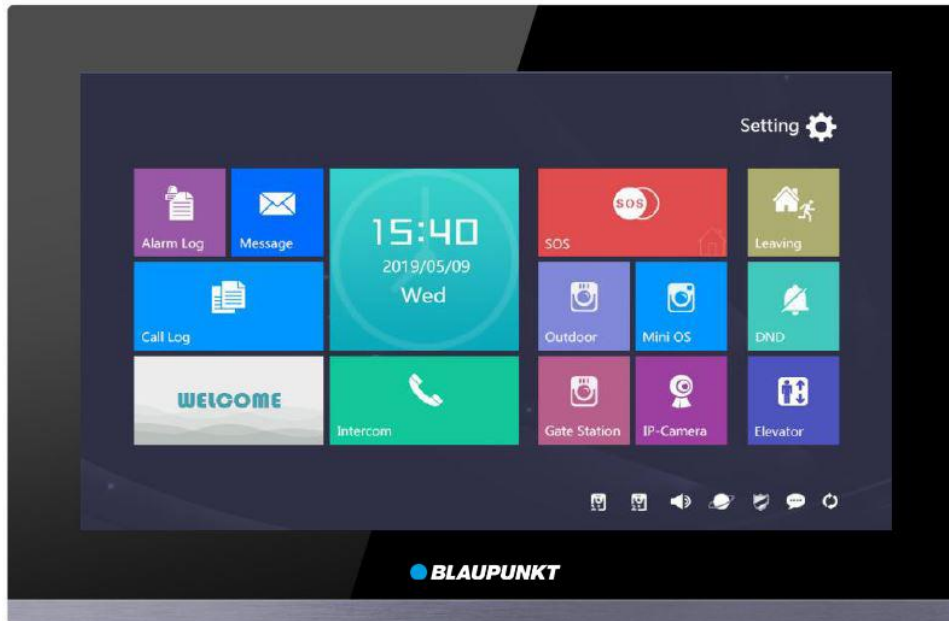 Setting
Alarm Log
Message
15:40
2019/05/09
Wed
SOS
SOS
Leaving
Call Log
Outdoor
Mini OS
DND
WELCOME
Intercom
Gate Station
IP-Camera
Elevator
BLAUPUNKT